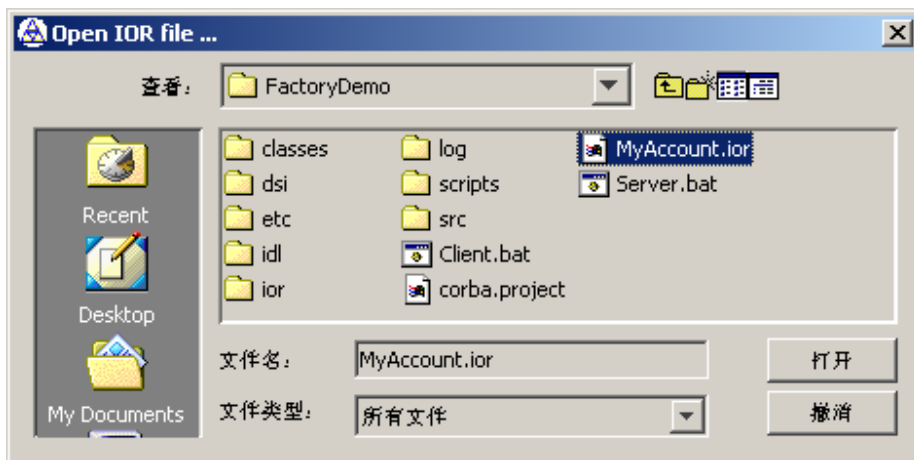 Open IOR file ...
查看: FactoryDemo
Recent
Desktop
My Documents
classes log MyAccount.ior
dsi scripts Server.bat
etc src
idl Client.bat
ior corba.project
文件名: MyAccount.ior 打开
文件类型: 所有文件 撤消